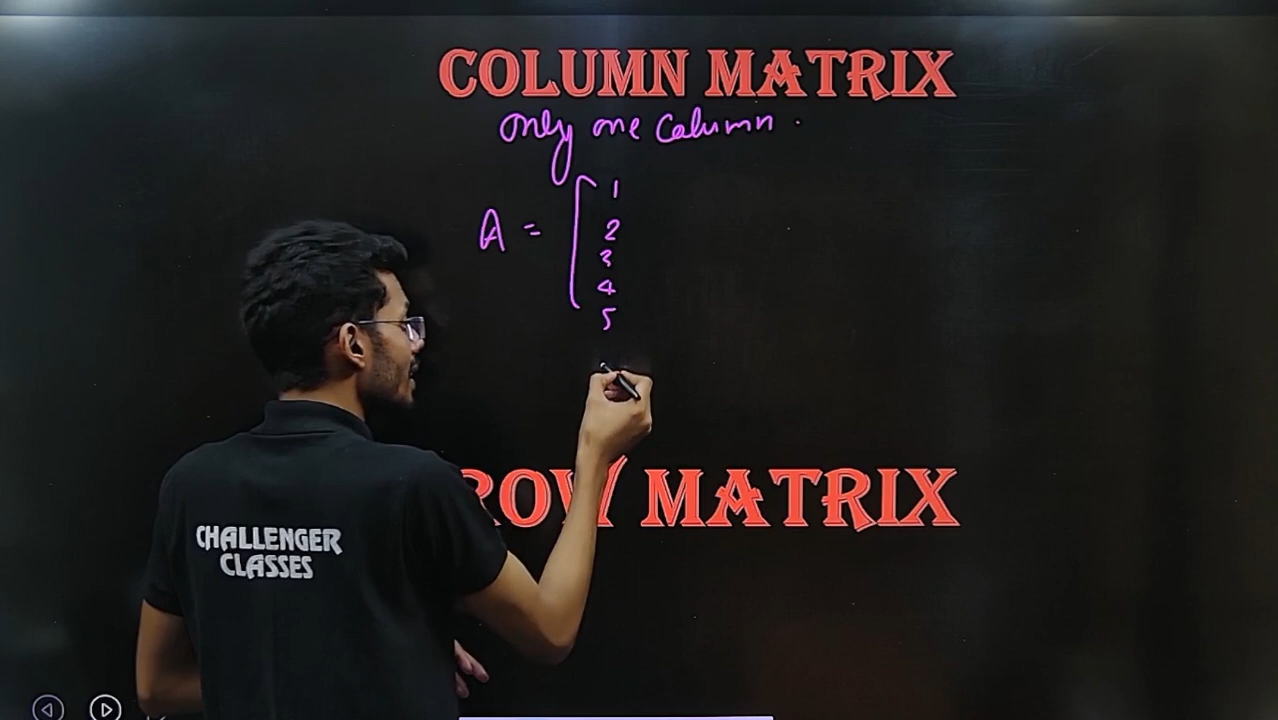 COLUMN MATRIX
only one Column.
A = [ 1
2
3
4
5
ROW MATRIX
CHALLENGER
CLASSES